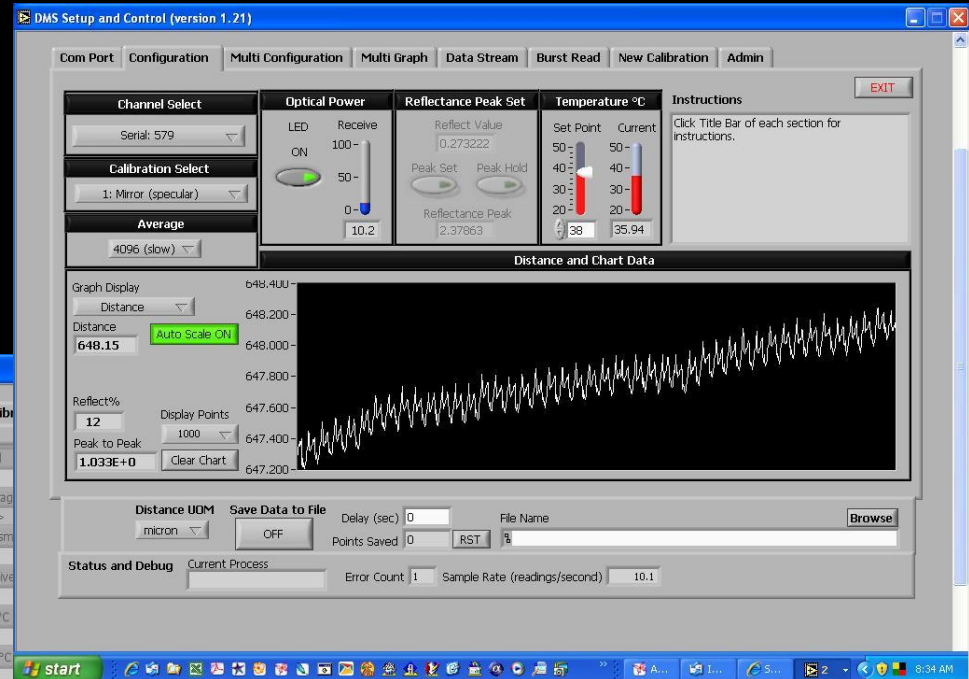 DMS Setup and Control (version 1.21)
Com Port Configuration Multi Configuration Multi Graph Data Stream Burst Read New Calibration Admin
EXIT
Channel Select
Serial: 579
Calibration Select
1: Mirror (specular)
Average
4096 (slow)
Optical Power
LED
ON
Receive
100
50
0
10.2
Reflectance Peak Set
Reflect Value
0.273222
Peak Set Peak Hold
Reflectance Peak
2.37863
Temperature °C
Set Point Current
50 50
40 40
30 30
20 20
38 35.94
Instructions
Click Title Bar of each section for
instructions.
Distance and Chart Data
Graph Display
Distance
Distance
648.15
Auto Scale ON
Reflect%
12
Display Points
1000
Peak to Peak
1.033E+0
Clear Chart
648.400
648.200
648.000
647.800
647.600
647.400
647.200
Distance UOM
micron
Save Data to File
OFF
Delay (sec) 0
Points Saved 0 RST
File Name
Browse
Status and Debug
Current Process
Error Count 1
Sample Rate (readings/second) 10.1
start
A...
I...
S...
2
8:34 AM